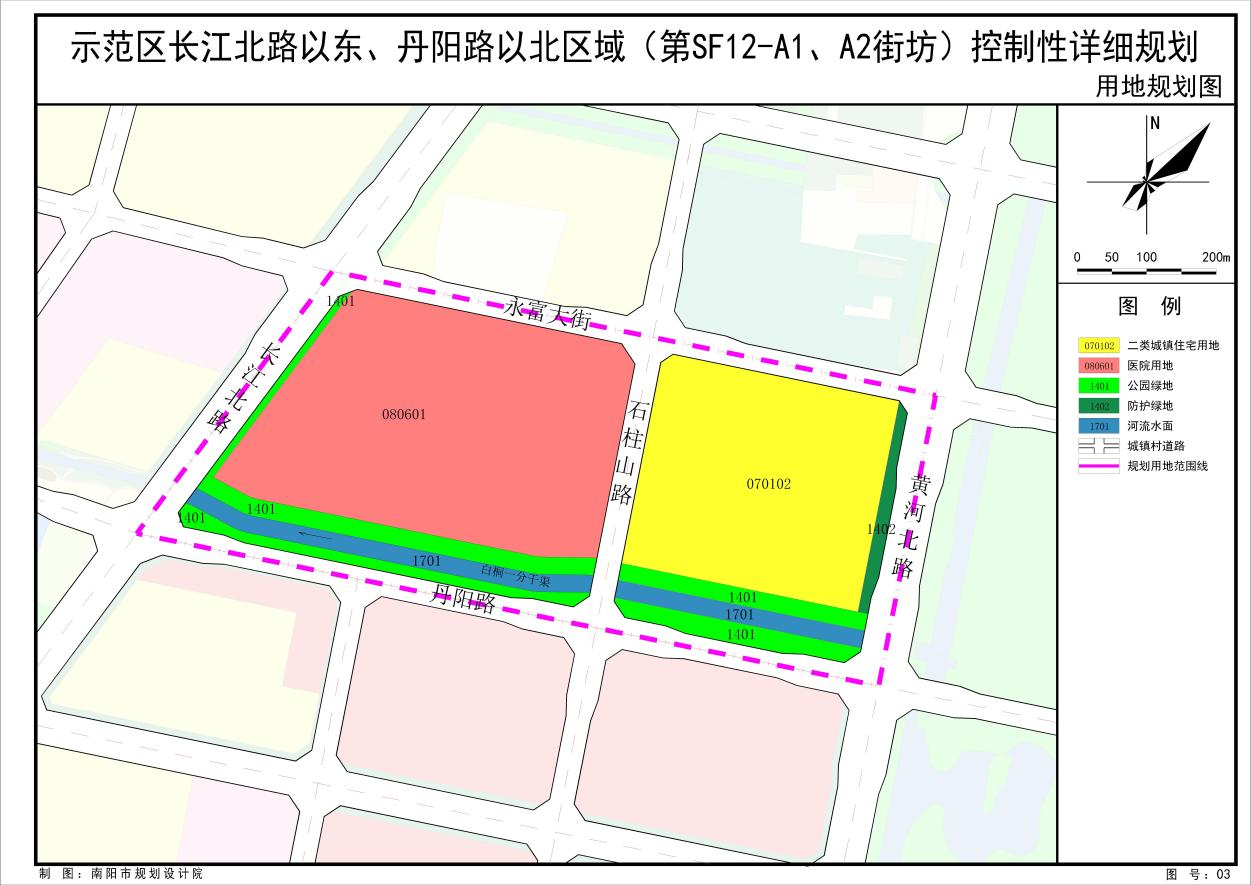 示范区长江北路以东、丹阳路以北区域（第SF12-A1、A2街坊）控制性详细规划
用地规划图
N
0 50 100 200m
图 例
070102 二类城镇住宅用地
080601 医院用地
1401 公园绿地
1402 防护绿地
1701 河流水面
城镇村道路
规划用地范围线
1401
永富大街
长江北路
080601
石柱山路
070102
黄河北路
1401
1401
1402
1701
白桐一分干渠
丹阳路
1401
1701
1401
制 图：南阳市规划设计院
图 号：03